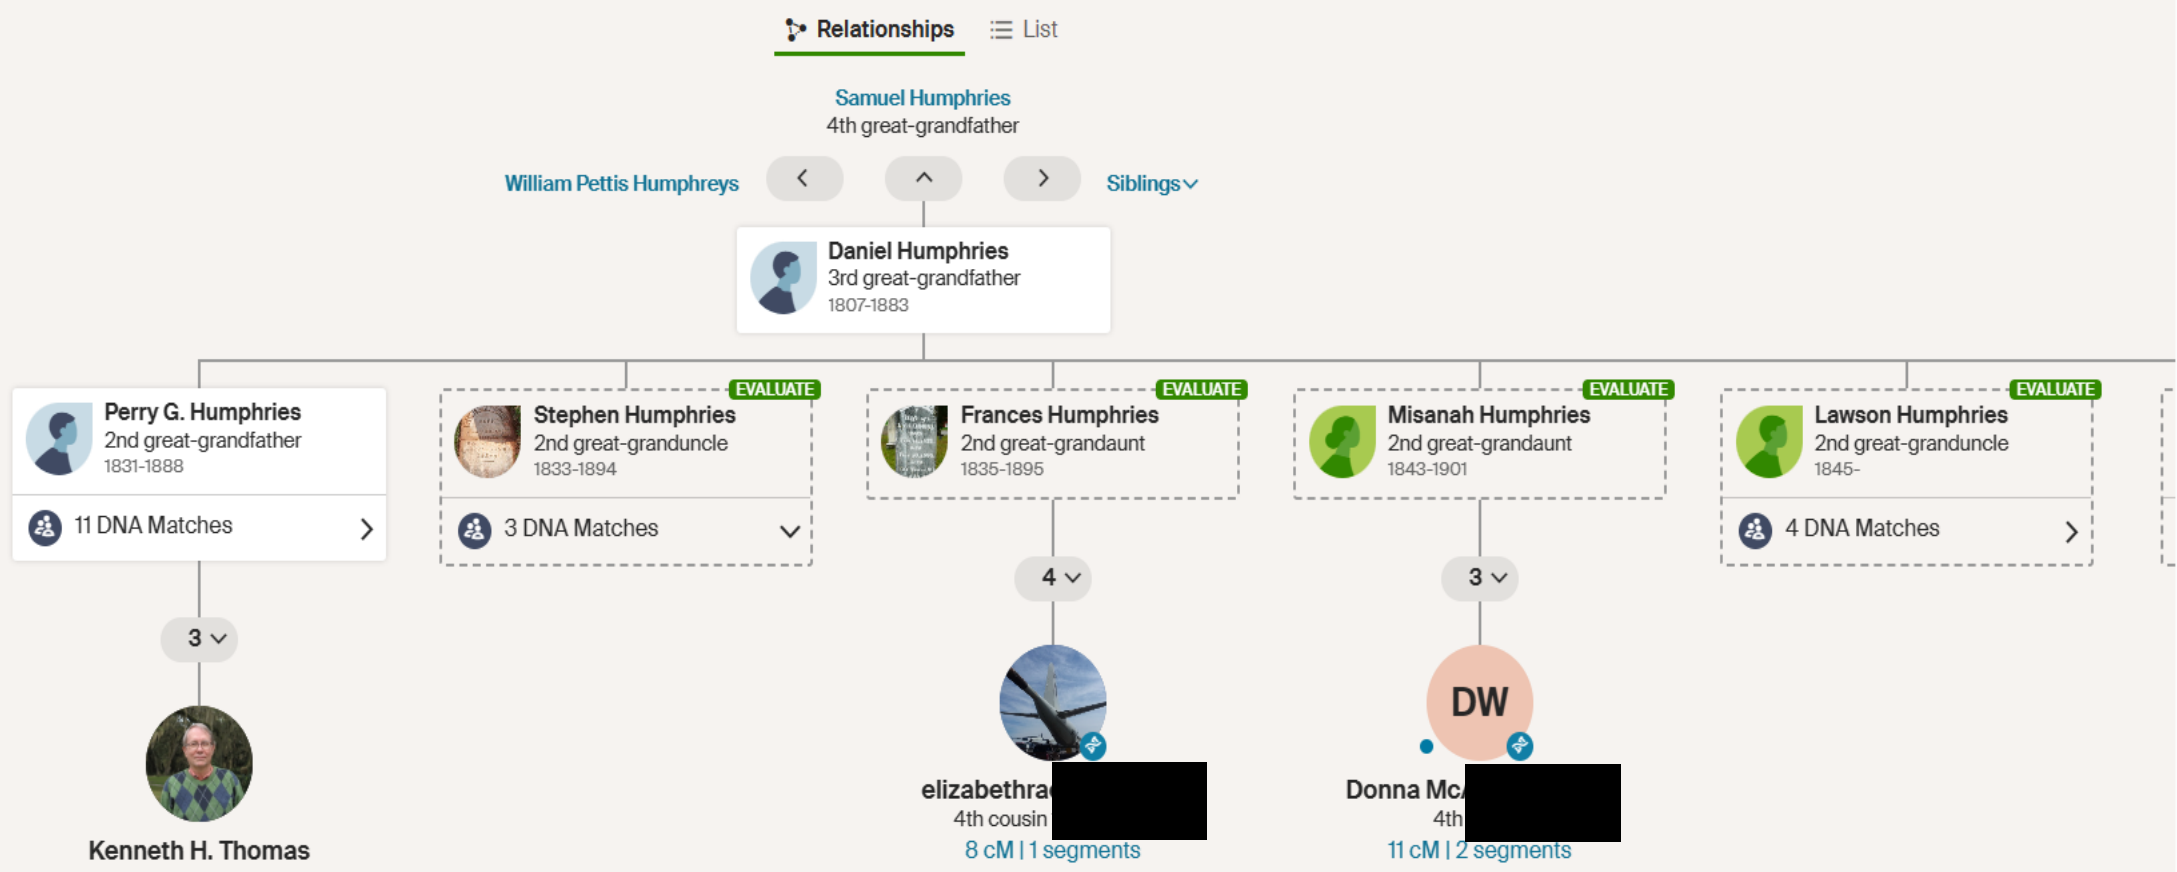 Relationships List
Samuel Humphries
4th great-grandfather
William Pettis Humphreys
Siblings
Daniel Humphries
3rd great-grandfather
1807-1883
Perry G. Humphries
2nd great-grandfather
1831-1888
11 DNA Matches
3
Kenneth H. Thomas
EVALUATE
Stephen Humphries
2nd great-granduncle
1833-1894
3 DNA Matches
EVALUATE
Frances Humphries
2nd great-grandaunt
1835-1895
4
elizabethra
4th cousin
8 cM | 1 segments
EVALUATE
Misanah Humphries
2nd great-grandaunt
1843-1901
3
DW
Donna Mc
4th
11 cM | 2 segments
EVALUATE
Lawson Humphries
2nd great-granduncle
1845-
4 DNA Matches